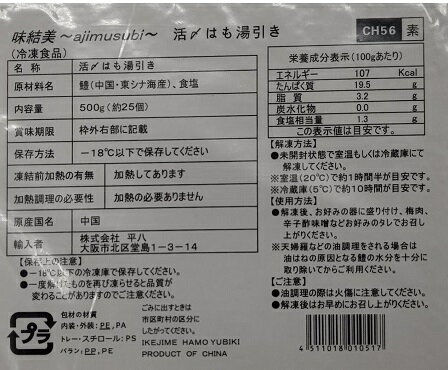 味結美 ～ajimusubi～ 活〆はも湯引き
CH56 素
(冷凍食品)
名称 活〆はも湯引き
原材料名 鱧(中国・東シナ海産)、食塩
内容量 500g(約25個)
賞味期限 枠外右部に記載
保存方法 －18℃以下で保存してください
凍結前加熱の有無 加熱してあります
加熱調理の必要性 加熱の必要ありません
原産国名 中国
輸入者 株式会社 平八
大阪市北区堂島1－3－14
【保存上の注意】
●－18℃以下の冷凍庫で保存してください。
●一度解けたものを再び凍らせると品質が
変わることがありますのでご注意ください。
プラ
包材の材質
内装・外装:PE,PA
トレー・スチロール:PS
バラン:PP,PE
ごみに出すときは
市区町村の区分に
したがってください。
IKEJIME HAMO YUBIKI
PRODUCT OF CHINA
栄養成分表示(100gあたり)
エネルギー 107 Kcal
たんぱく質 19.5 g
脂質 3.2 g
炭水化物 0.0 g
食塩相当量 1.3 g
この表示値は目安です。
【解凍方法】
●未開封状態で室温もしくは冷蔵庫にて
解凍してください。
※室温(20℃)で約1時間半が目安です。
※冷蔵庫(5℃)で約10時間が目安です。
【使用方法】
●解凍後、お好みの器に盛り付け、梅肉、
辛子酢味噌などお好みのタレでお召し
上がりください。
※天婦羅などの油調理をされる場合は
油はねの原因となる鱧の水分を十分に
取り除いてからご利用ください。
【ご注意】
●油調理の際は火傷に注意してください。
●解凍後はお早めにお召し上がりください。
4511018010517